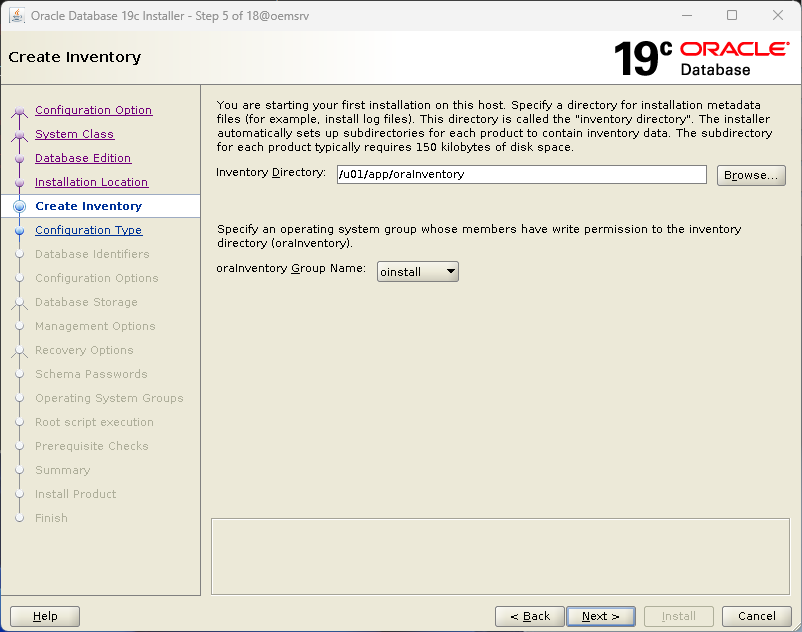 Oracle Database 19c Installer - Step 5 of 18@oemsrv
Create Inventory
19c ORACLE
Database
Configuration Option
System Class
Database Edition
Installation Location
Create Inventory
Configuration Type
Database Identifiers
Configuration Options
Database Storage
Management Options
Recovery Options
Schema Passwords
Operating System Groups
Root script execution
Prerequisite Checks
Summary
Install Product
Finish
You are starting your first installation on this host. Specify a directory for installation metadata
files (for example, install log files). This directory is called the "inventory directory". The installer
automatically sets up subdirectories for each product to contain inventory data. The subdirectory
for each product typically requires 150 kilobytes of disk space.
Inventory Directory: /u01/app/oraInventory Browse...
Specify an operating system group whose members have write permission to the inventory
directory (oraInventory).
oraInventory Group Name: oinstall
Help < Back Next > Install Cancel